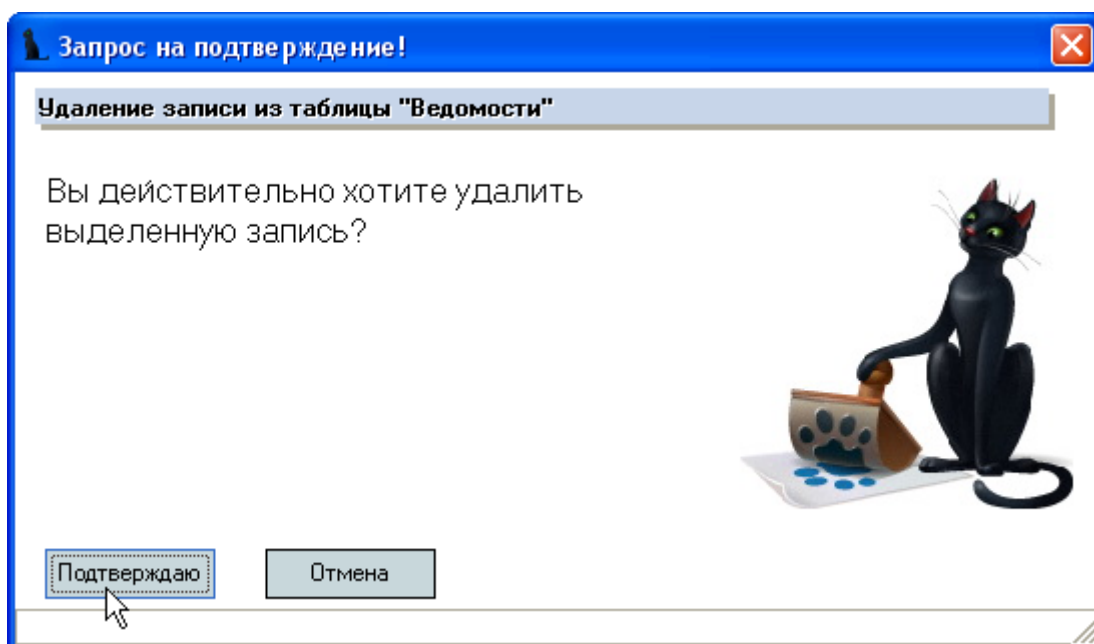 Запрос на подтверждение!
Удаление записи из таблицы "Ведомости"
Вы действительно хотите удалить
выделенную запись?
Подтверждаю
Отмена